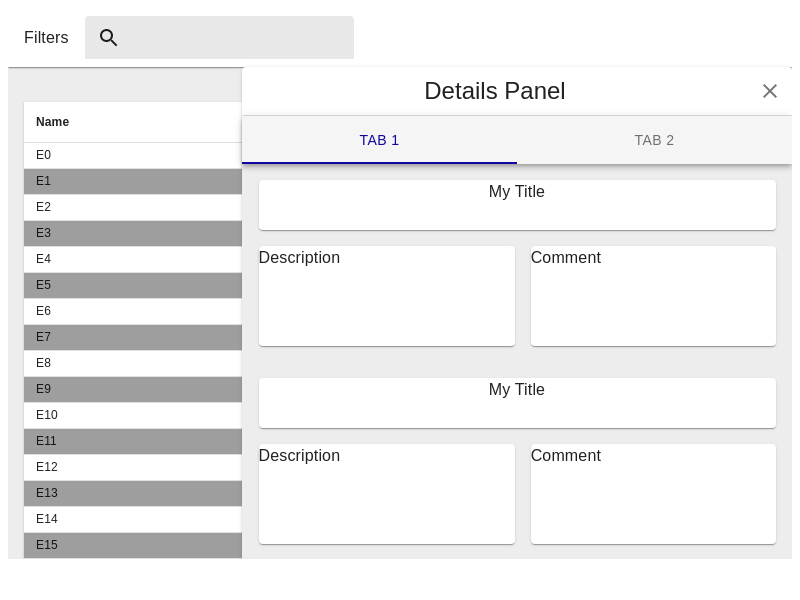 Filters
Details Panel
TAB 1
TAB 2
Name
E0
E1
E2
E3
E4
E5
E6
E7
E8
E9
E10
E11
E12
E13
E14
E15
My Title
Description
Comment
My Title
Description
Comment